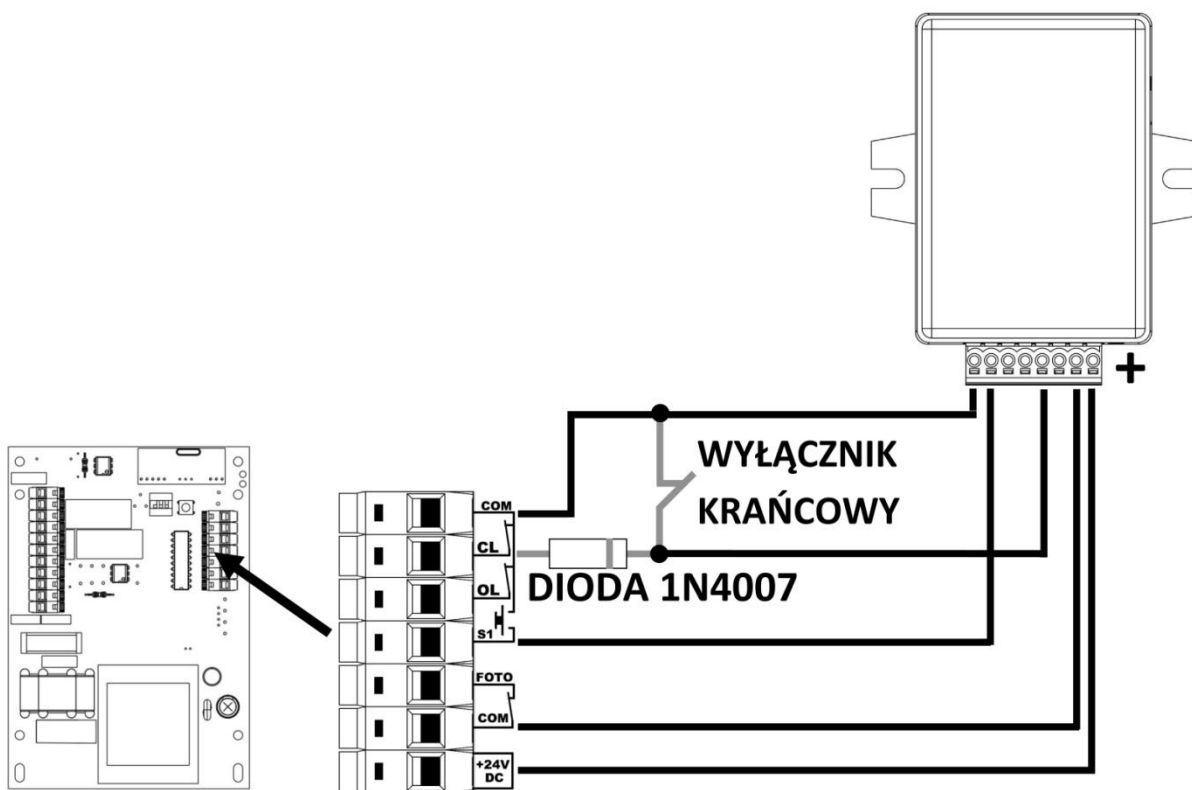 +
WYŁĄCZNIK
KRAŃCOWY
COM
CL
DIODA 1N4007
OL
S1
FOTO
COM
+24V
DC